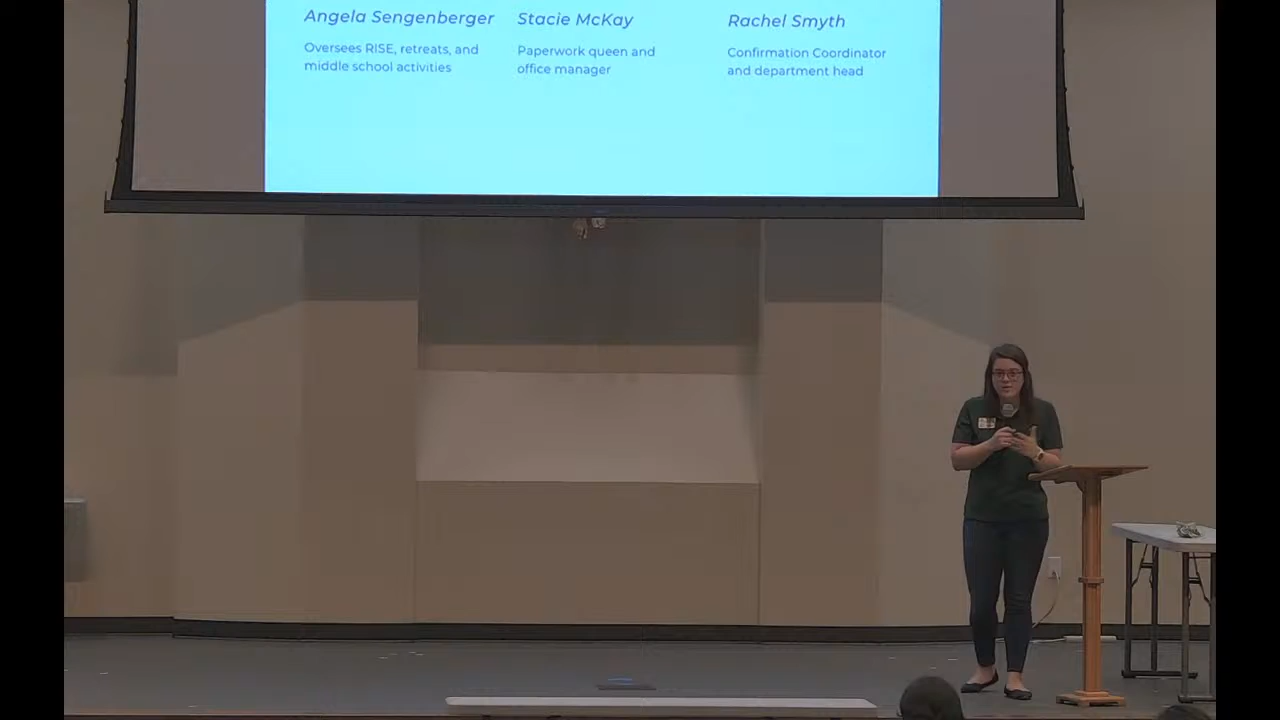 Angela Sengenberger
Oversees RISE, retreats, and
middle school activities
Stacie McKay
Paperwork queen and
office manager
Rachel Smyth
Confirmation Coordinator
and department head